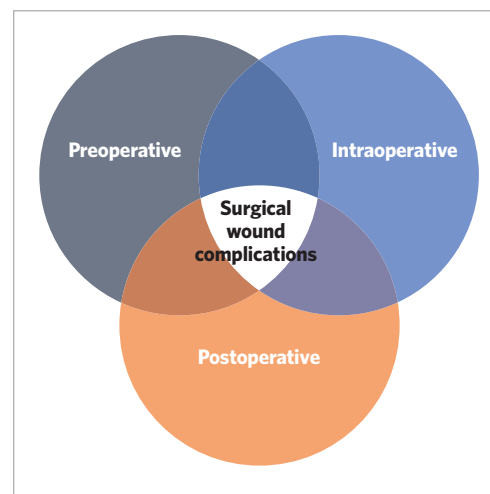 Preoperative
Intraoperative
Surgical
wound
complications
Postoperative